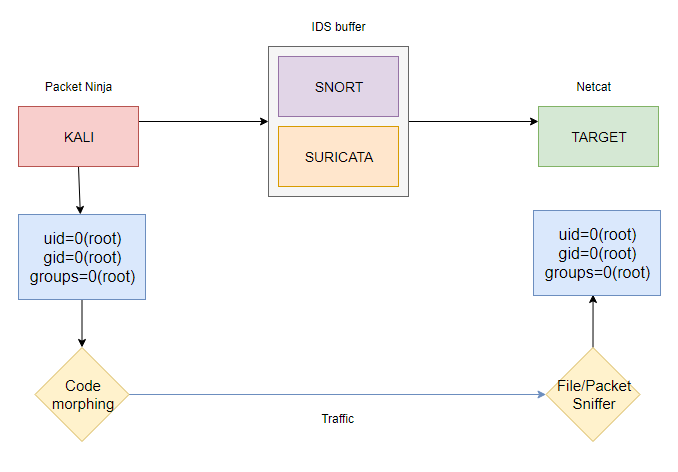 IDS buffer
Packet Ninja
Netcat
SNORT
KALI
TARGET
SURICATA
uid=0(root)
gid=0(root)
groups=0(root)
uid=0(root)
gid=0(root)
groups=0(root)
Code
morphing
File/Packet
Sniffer
Traffic